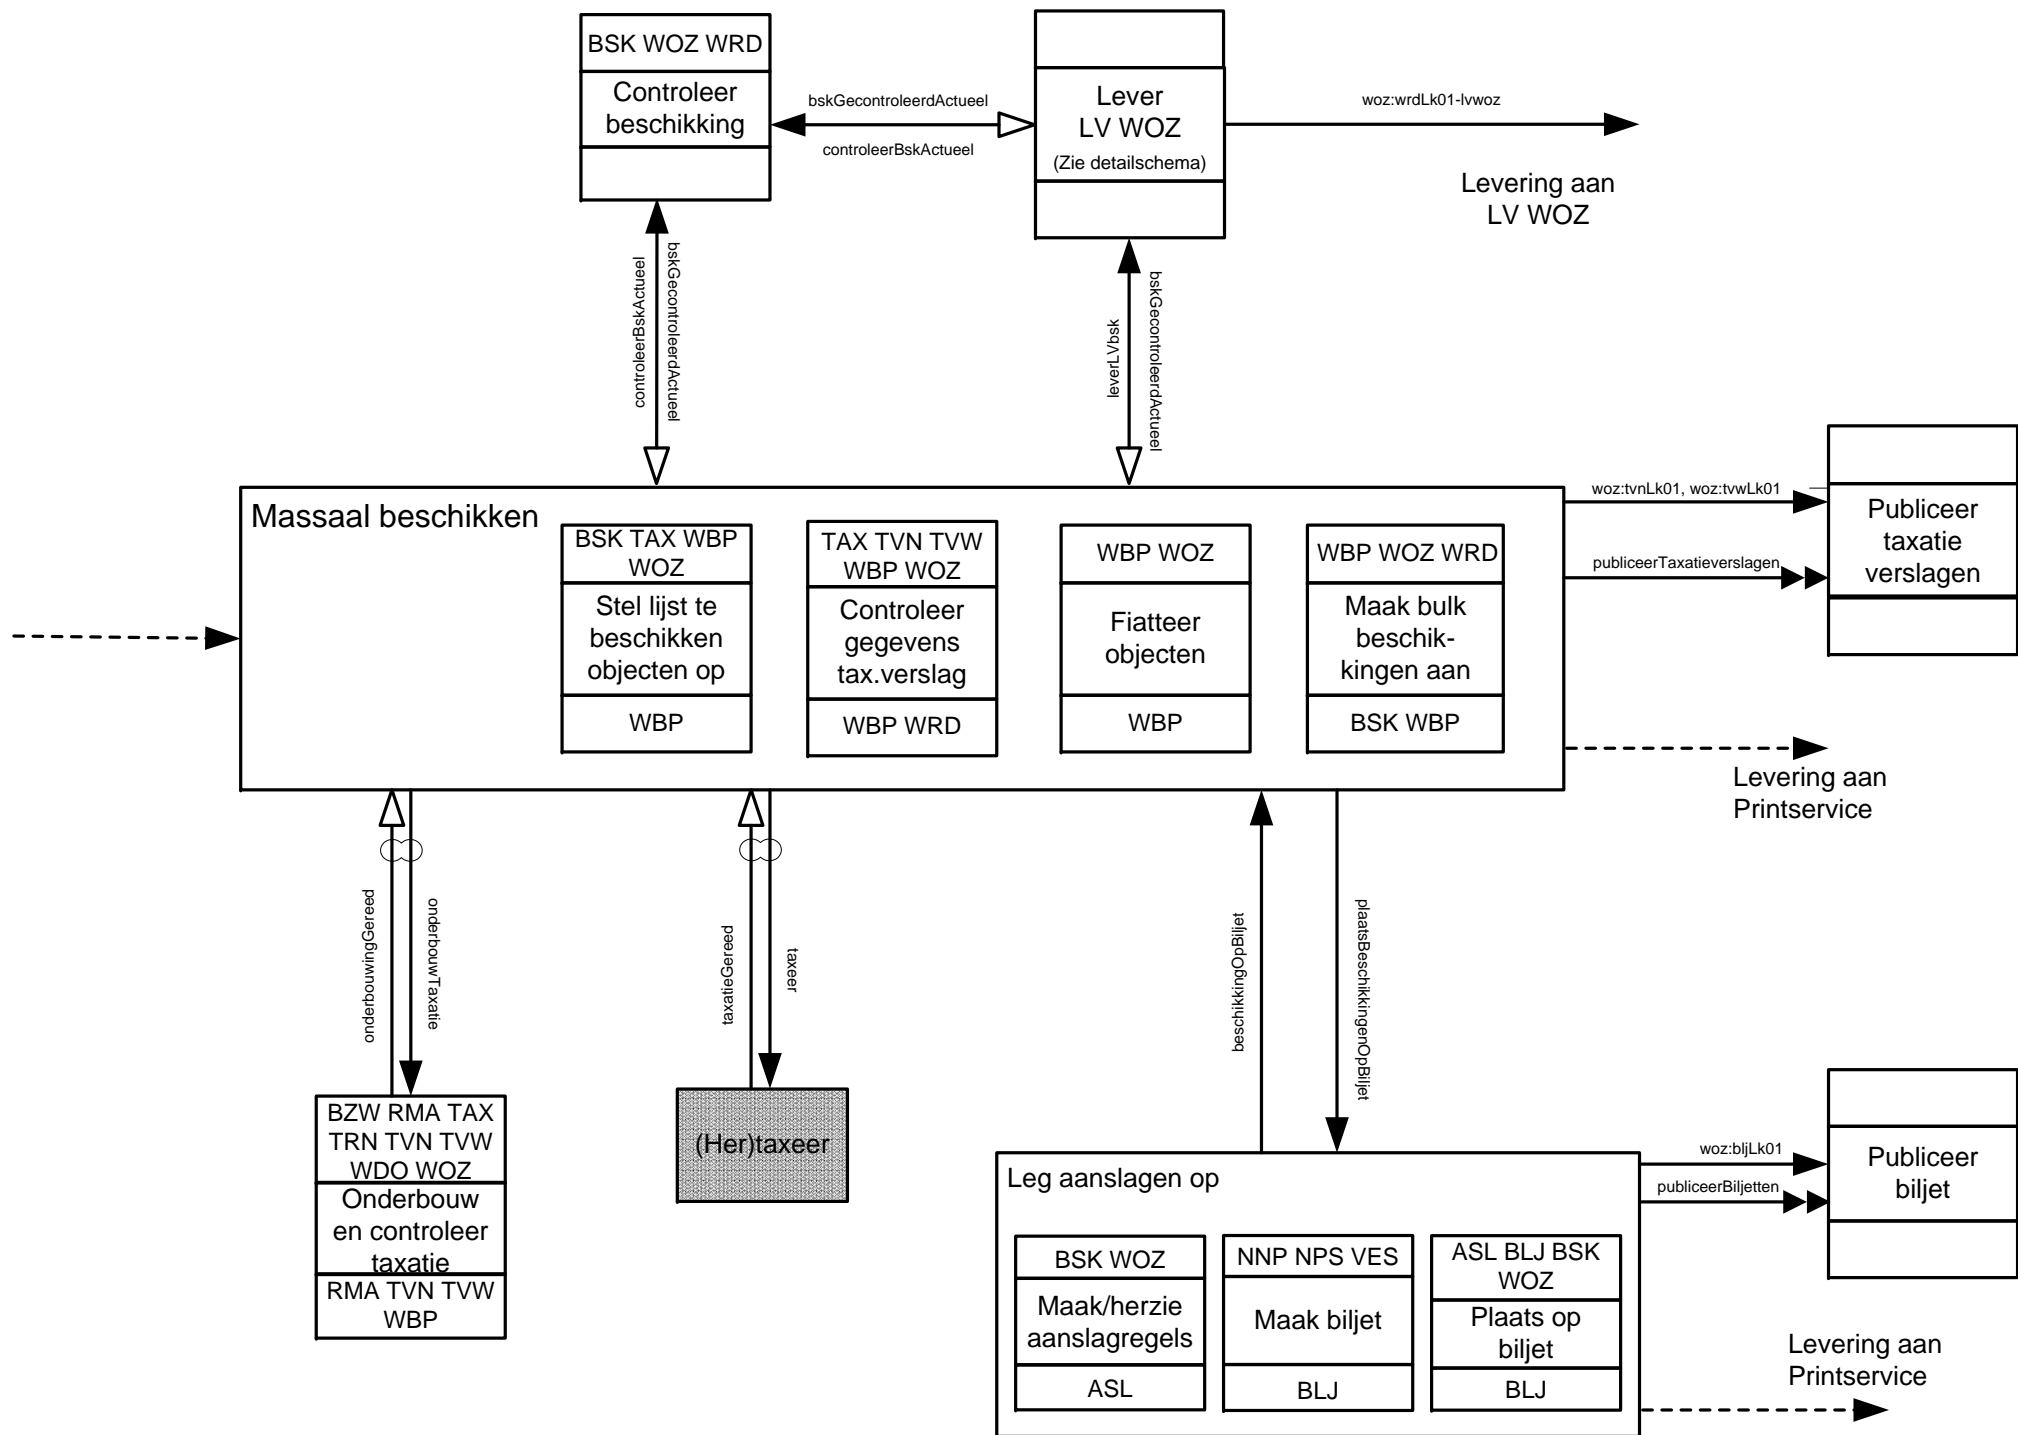 BSK WOZ WRD
Controleer
beschikking
bskGecontroleerdActueel
controleerBskActueel
Lever
LV WOZ
(Zie detailschema)
woz:wrdLk01-lvwoz
Levering aan
LV WOZ
controleerBskActueel
bskGecontroleerdActueel
leverLVbsk
bskGecontroleerdActueel
Massaal beschikken
BSK TAX WBP
WOZ
Stel lijst te
beschikken
objecten op
WBP
TAX TVN TVW
WBP WOZ
Controleer
gegevens
tax.verslag
WBP WRD
WBP WOZ
Fiatteer
objecten
WBP
WBP WOZ WRD
Maak bulk
beschik-
kingen aan
BSK WBP
woz:tvnLk01, woz:tvwLk01
publiceerTaxatieverslagen
Publiceer
taxatie
verslagen
Levering aan
Printservice
onderbouwingGereed
onderbouwTaxatie
taxatieGereed
taxeer
beschikkingOpBiljet
plaatsBeschikkingenOpBiljet
BZW RMA TAX
TRN TVN TVW
WDO WOZ
Onderbouw
en controleer
taxatie
RMA TVN TVW
WBP
(Her)taxeer
Leg aanslagen op
BSK WOZ
Maak/herzie
aanslagregels
ASL
NNP NPS VES
Maak biljet
BLJ
ASL BLJ BSK
WOZ
Plaats op
biljet
BLJ
woz:bljLk01
publiceerBiljetten
Publiceer
biljet
Levering aan
Printservice